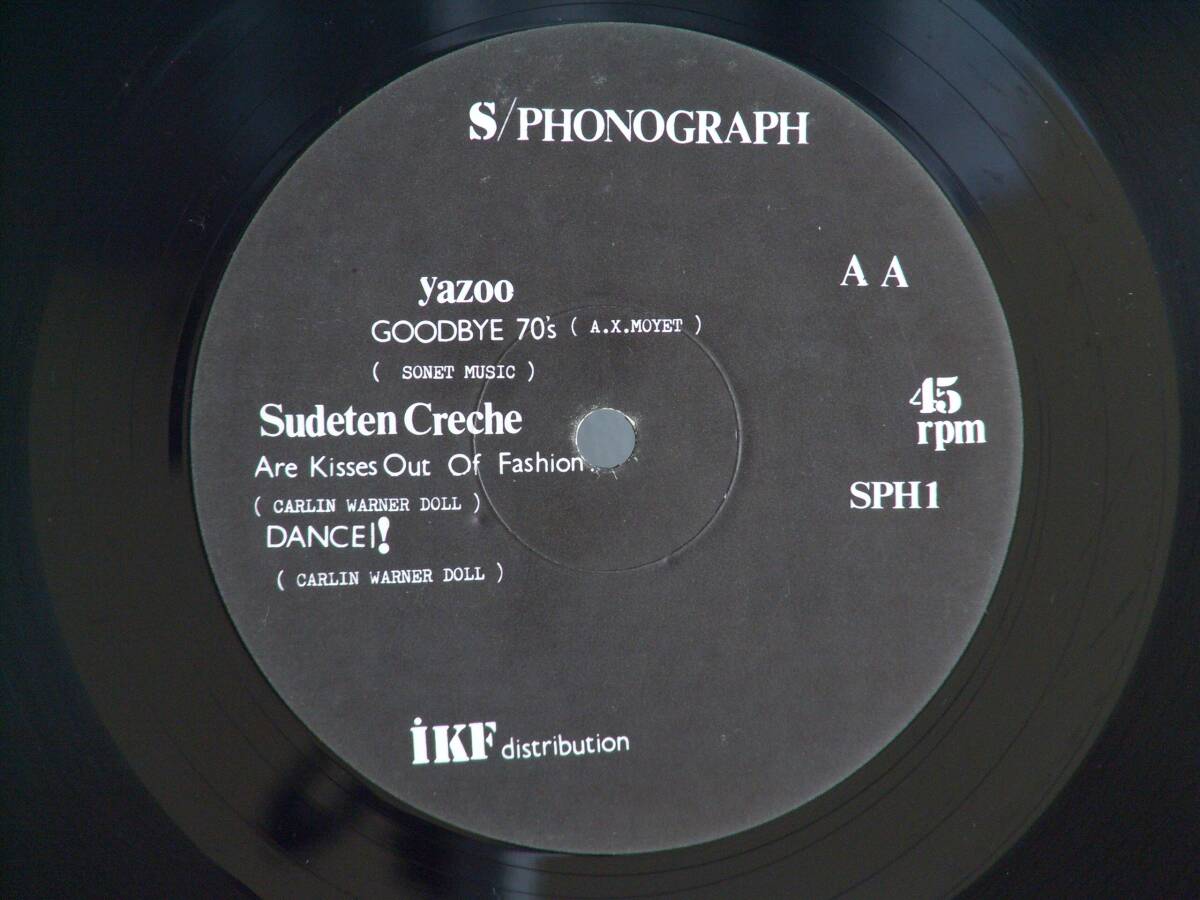 S/PHONOGRAPH
A A
yazoo
GOODBYE 70's ( A.X.MOYET )
( SONET MUSIC )
45
rpm
Sudeten Creche
Are Kisses Out Of Fashion
SPH1
( CARLIN WARNER DOLL )
DANCE!!
( CARLIN WARNER DOLL )
iKF distribution